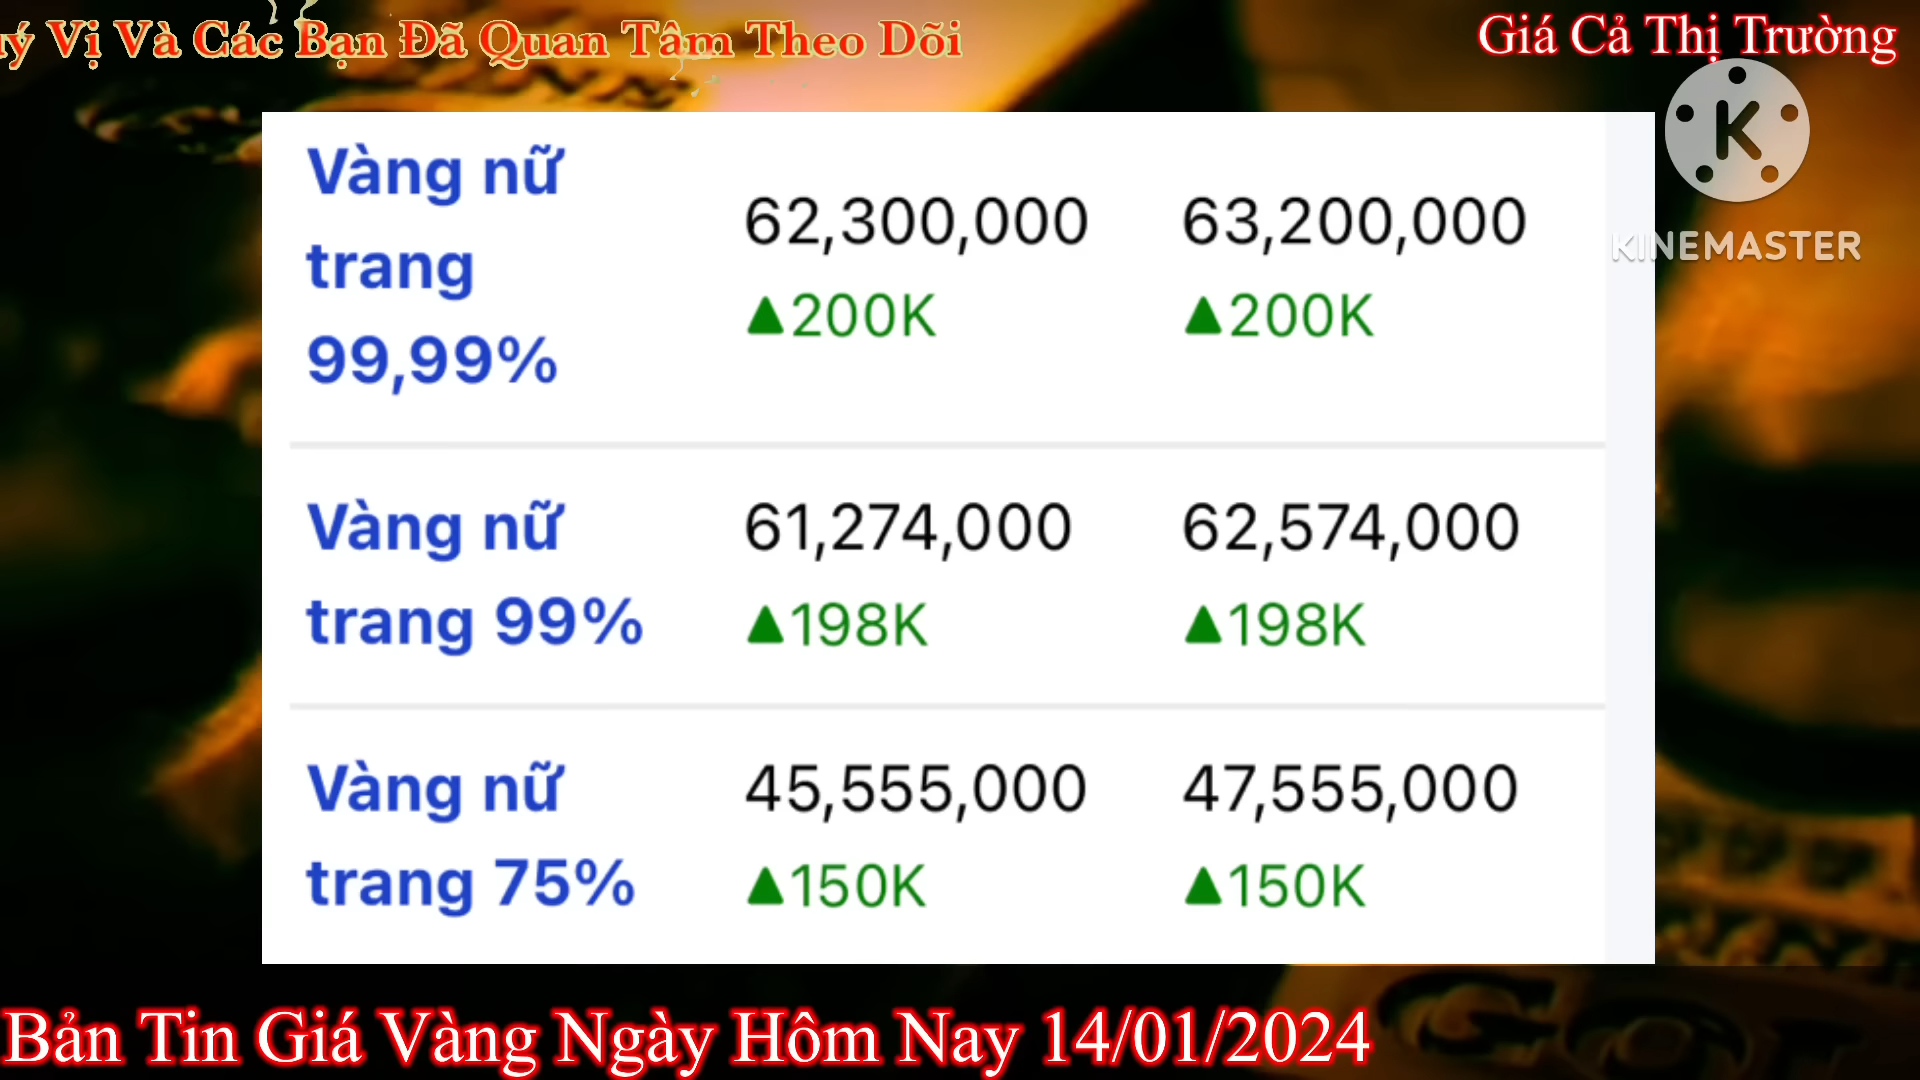 Vị Và Các Bạn Đã Quan Tâm Theo Dõi
Giá Cả Thị Trường
K
KINEMASTER
Vàng nữ
trang
99,99%
62,300,000
63,200,000
▲200K
▲200K
Vàng nữ
trang 99%
61,274,000
62,574,000
▲198K
▲198K
Vàng nữ
trang 75%
45,555,000
47,555,000
▲150K
▲150K
Bản Tin Giá Vàng Ngày Hôm Nay 14/01/2024